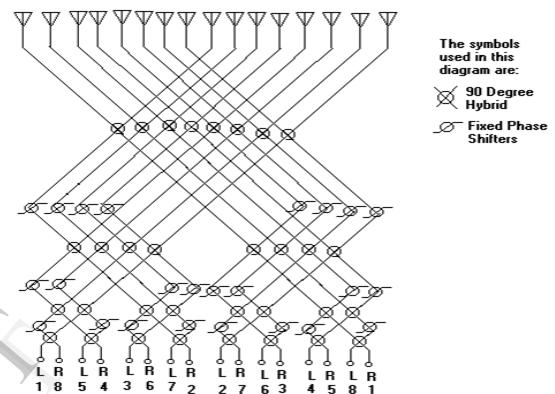 The symbols
used in this
diagram are:
90 Degree
Hybrid
Fixed Phase
Shifters
L R L R L R L R L R L R L R L R
1 8 5 4 3 6 7 2 2 7 6 3 4 5 8 1